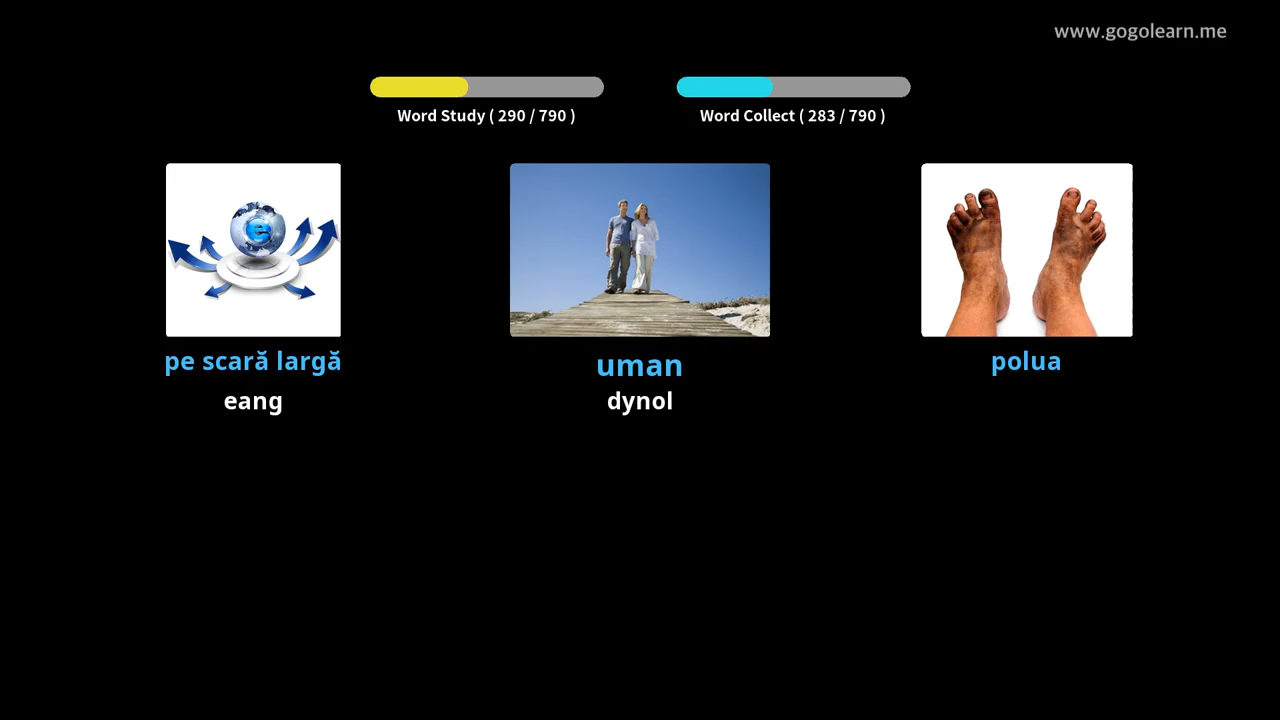 www.gogolearn.me
Word Study ( 290 / 790 )
Word Collect ( 283 / 790 )
e
pe scară largă
eang
uman
dynol
polua